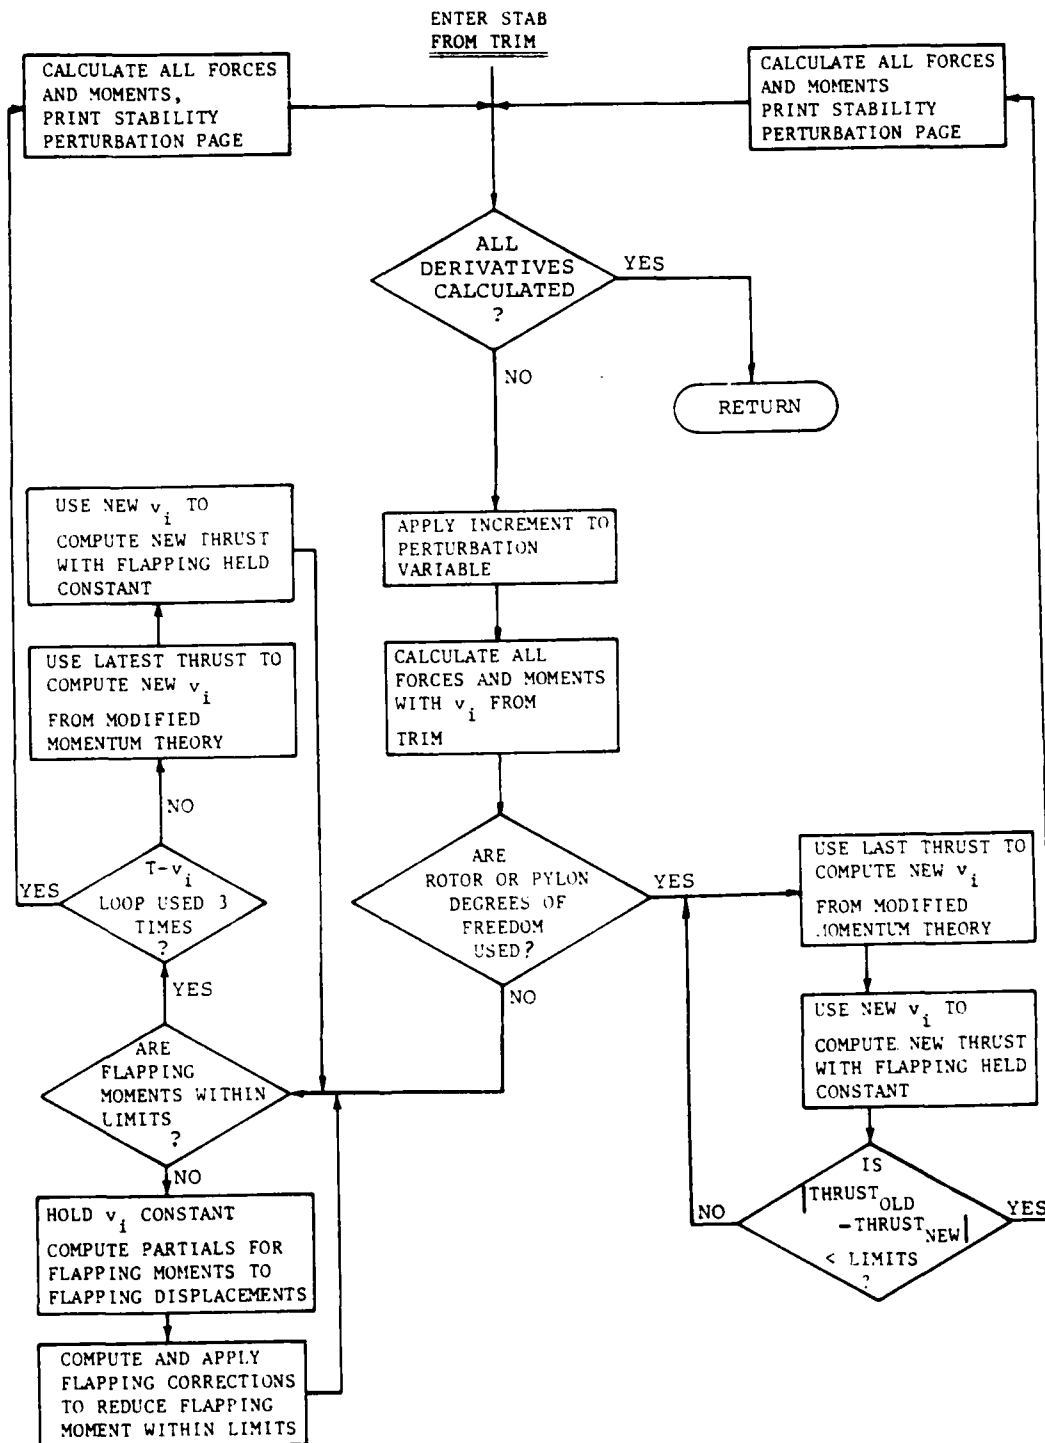 ENTER STAB
FROM TRIM
CALCULATE ALL FORCES
AND MOMENTS,
PRINT STABILITY
PERTURBATION PAGE
CALCULATE ALL FORCES
AND MOMENTS
PRINT STABILITY
PERTURBATION PAGE
ALL
DERIVATIVES
CALCULATED
?
YES
NO
RETURN
USE NEW v_i TO
COMPUTE NEW THRUST
WITH FLAPPING HELD
CONSTANT
APPLY INCREMENT TO
PERTURBATION
VARIABLE
USE LATEST THRUST TO
COMPUTE NEW v_i
FROM MODIFIED
MOMENTUM THEORY
CALCULATE ALL
FORCES AND MOMENTS
WITH v_i FROM
TRIM
NO
T-v_i
LOOP USED 3
TIMES
?
YES
ARE
ROTOR OR PYLON
DEGREES OF
FREEDOM
USED?
YES
NO
USE LAST THRUST TO
COMPUTE NEW v_i
FROM MODIFIED
MOMENTUM THEORY
YES
ARE
FLAPPING
MOMENTS WITHIN
LIMITS
?
NO
USE NEW v_i TO
COMPUTE NEW THRUST
WITH FLAPPING HELD
CONSTANT
HOLD v_i CONSTANT
COMPUTE PARTIALS FOR
FLAPPING MOMENTS TO
FLAPPING DISPLACEMENTS
IS
|THRUST_OLD
-THRUST_NEW|
< LIMITS
?
NO
YES
COMPUTE AND APPLY
FLAPPING CORRECTIONS
TO REDUCE FLAPPING
MOMENT WITHIN LIMITS